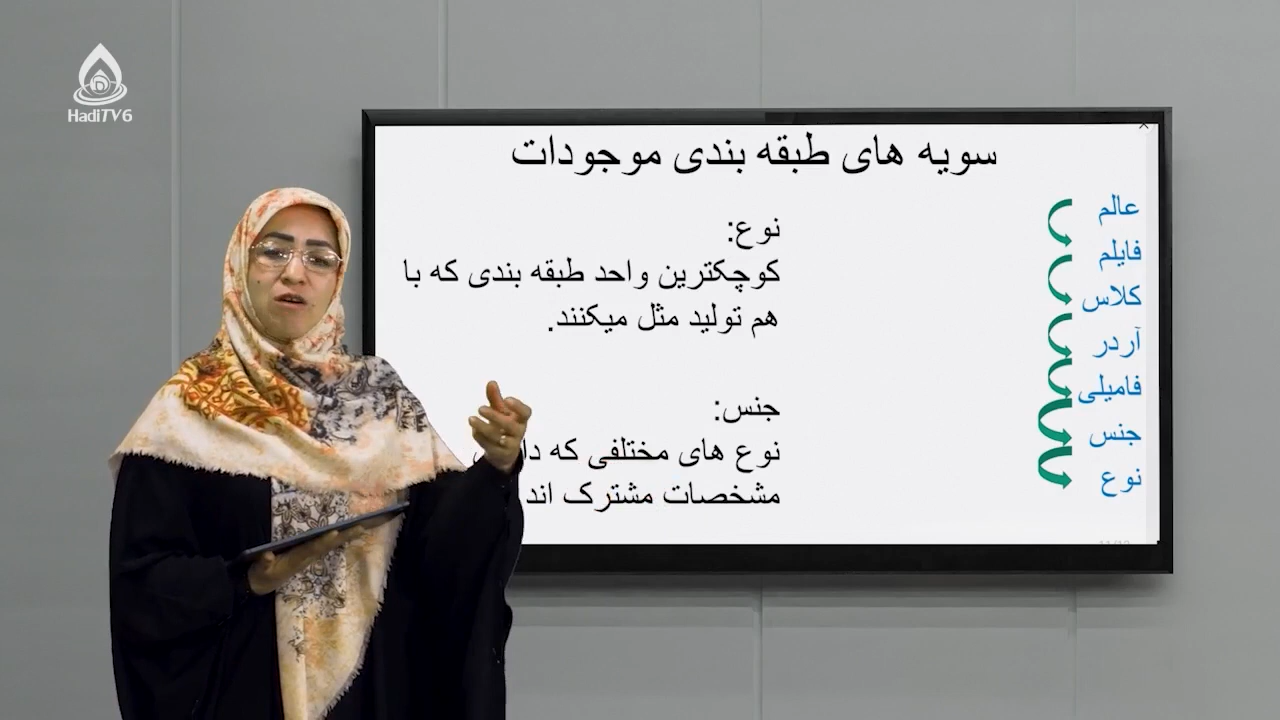 HadiTV6
سویه های طبقه بندی موجودات
نوع:
کوچکترین واحد طبقه بندی که با
هم تولید مثل میکنند.
جنس:
نوع های مختلفی که
مشخصات مشترک اند
عالم
فایلم
کلاس
آردر
فامیلی
جنس
نوع